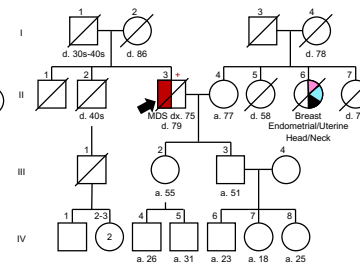 1 2 3 4
I
d. 30s-40s d. 86 d. 78
1 2 3 + 4 5 6 7
II
d. 40s MDS dx. 75 a. 77 d. 58 Breast
d. 79 Endometrial/Uterine
Head/Neck
1 2 3 4
III
a. 55 a. 51
1 2-3 4 5 6 7 8
IV
2
a. 26 a. 31 a. 23 a. 18 a. 25